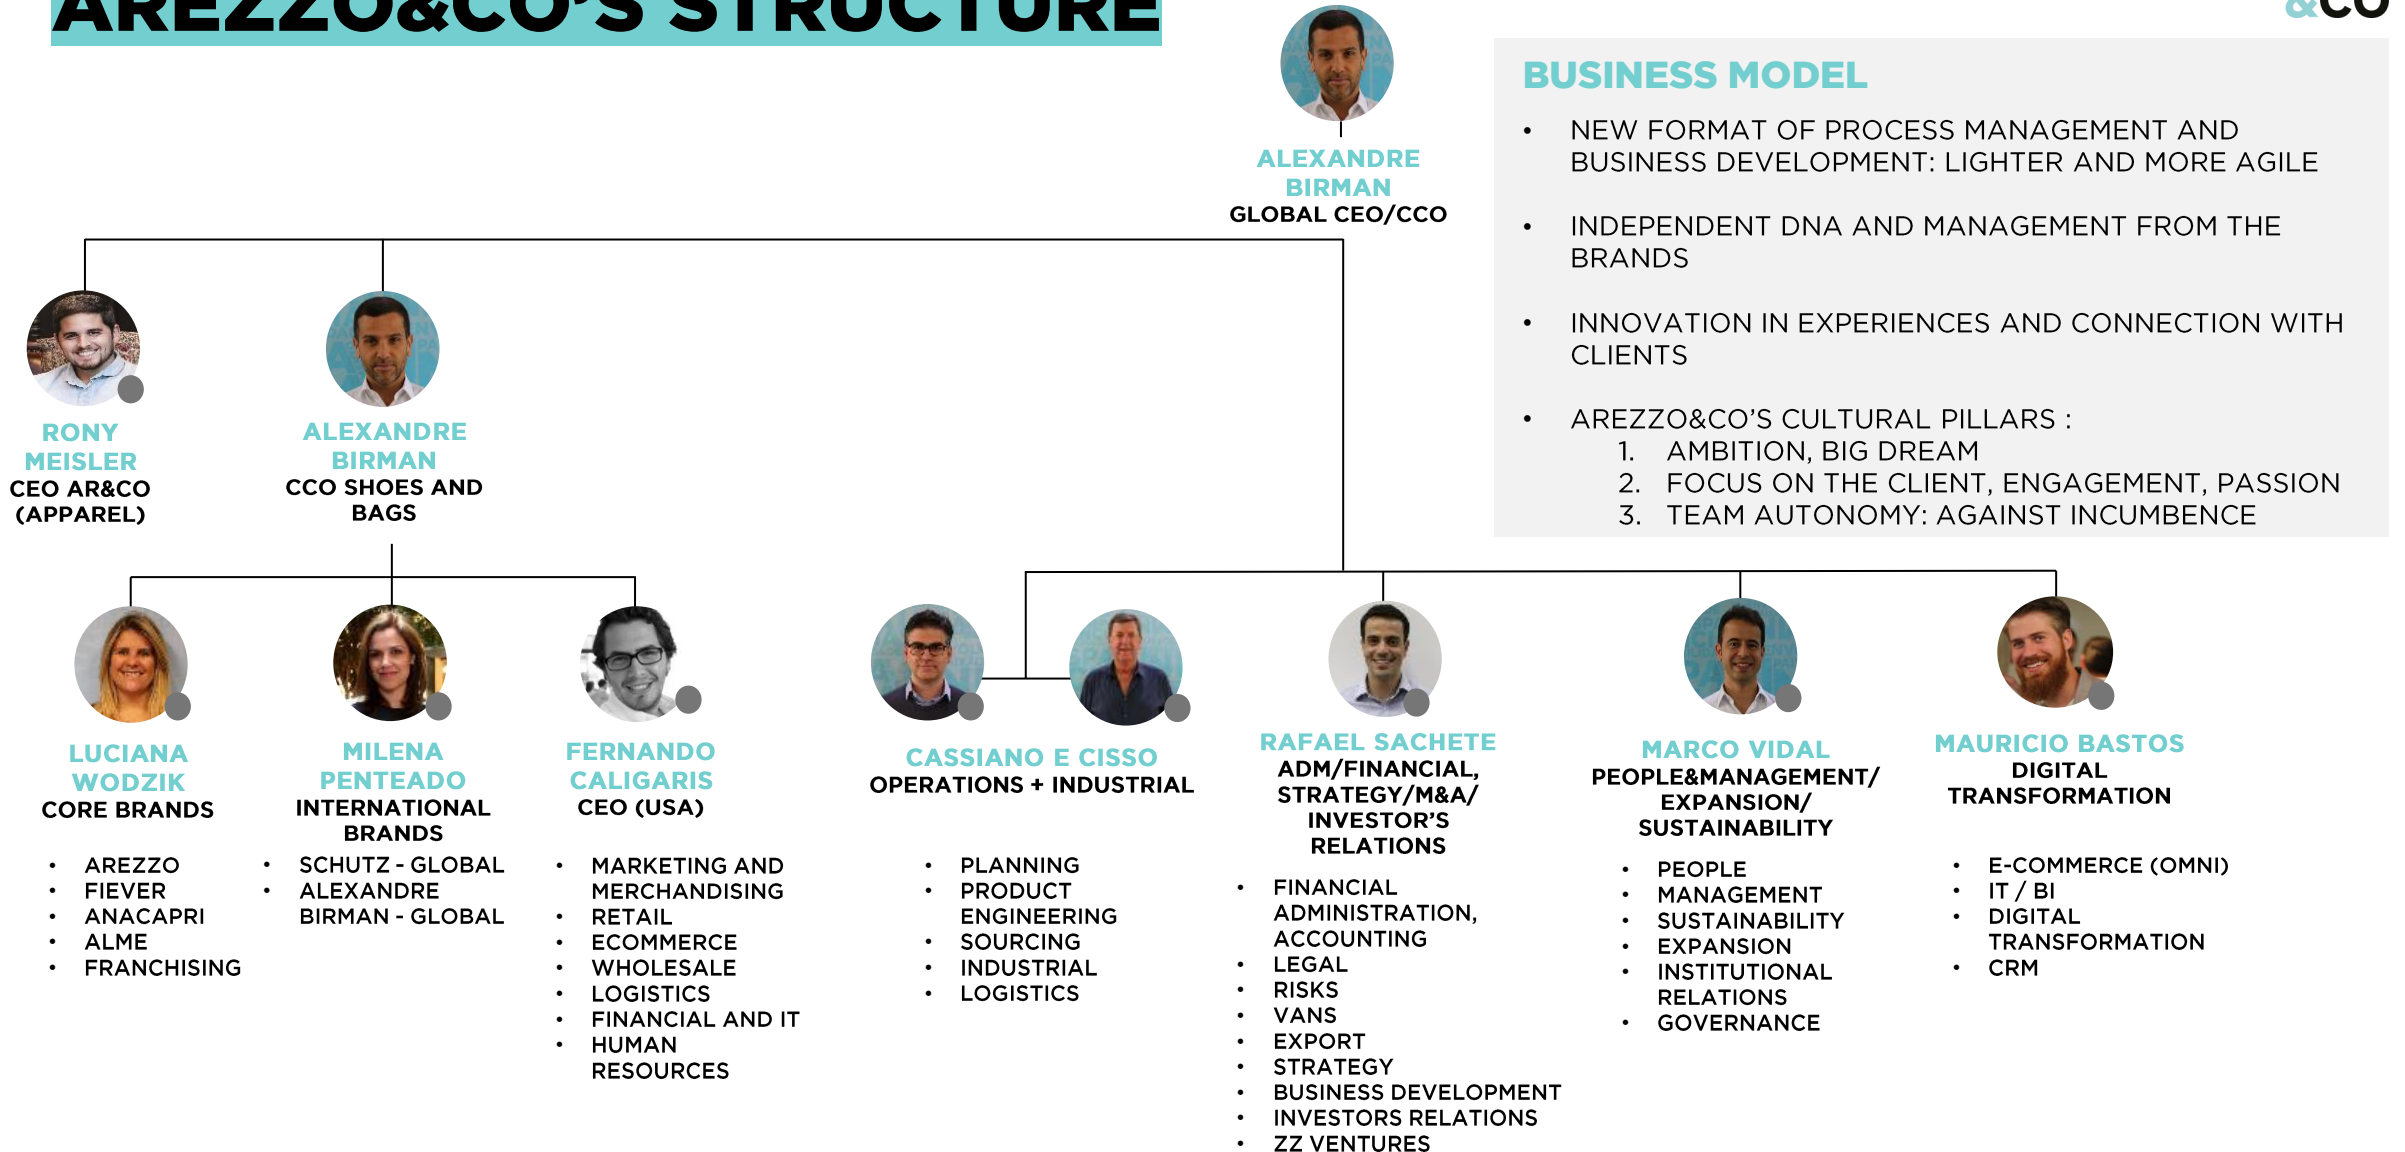 AREZZO&CO'S STRUCTURE
&CO
ALEXANDRE
BIRMAN
GLOBAL CEO/CCO
BUSINESS MODEL
• NEW FORMAT OF PROCESS MANAGEMENT AND
BUSINESS DEVELOPMENT: LIGHTER AND MORE AGILE
• INDEPENDENT DNA AND MANAGEMENT FROM THE
BRANDS
• INNOVATION IN EXPERIENCES AND CONNECTION WITH
CLIENTS
• AREZZO&CO'S CULTURAL PILLARS :
1. AMBITION, BIG DREAM
2. FOCUS ON THE CLIENT, ENGAGEMENT, PASSION
3. TEAM AUTONOMY: AGAINST INCUMBENCE
RONY
MEISLER
CEO AR&CO
(APPAREL)
ALEXANDRE
BIRMAN
CCO SHOES AND
BAGS
LUCIANA
WODZIK
CORE BRANDS
• AREZZO
• FIEVER
• ANACAPRI
• ALME
• FRANCHISING
MILENA
PENTEADO
INTERNATIONAL
BRANDS
• SCHUTZ - GLOBAL
• ALEXANDRE
BIRMAN - GLOBAL
FERNANDO
CALIGARIS
CEO (USA)
• MARKETING AND
MERCHANDISING
• RETAIL
• ECOMMERCE
• WHOLESALE
• LOGISTICS
• FINANCIAL AND IT
• HUMAN
RESOURCES
CASSIANO E CISSO
OPERATIONS + INDUSTRIAL
• PLANNING
• PRODUCT
ENGINEERING
• SOURCING
• INDUSTRIAL
• LOGISTICS
RAFAEL SACHETE
ADM/FINANCIAL,
STRATEGY/M&A/
INVESTOR'S
RELATIONS
• FINANCIAL
ADMINISTRATION,
ACCOUNTING
• LEGAL
• RISKS
• VANS
• EXPORT
• STRATEGY
• BUSINESS DEVELOPMENT
• INVESTORS RELATIONS
• ZZ VENTURES
MARCO VIDAL
PEOPLE&MANAGEMENT/
EXPANSION/
SUSTAINABILITY
• PEOPLE
• MANAGEMENT
• SUSTAINABILITY
• EXPANSION
• INSTITUTIONAL
RELATIONS
• GOVERNANCE
MAURICIO BASTOS
DIGITAL
TRANSFORMATION
• E-COMMERCE (OMNI)
• IT / BI
• DIGITAL
TRANSFORMATION
• CRM